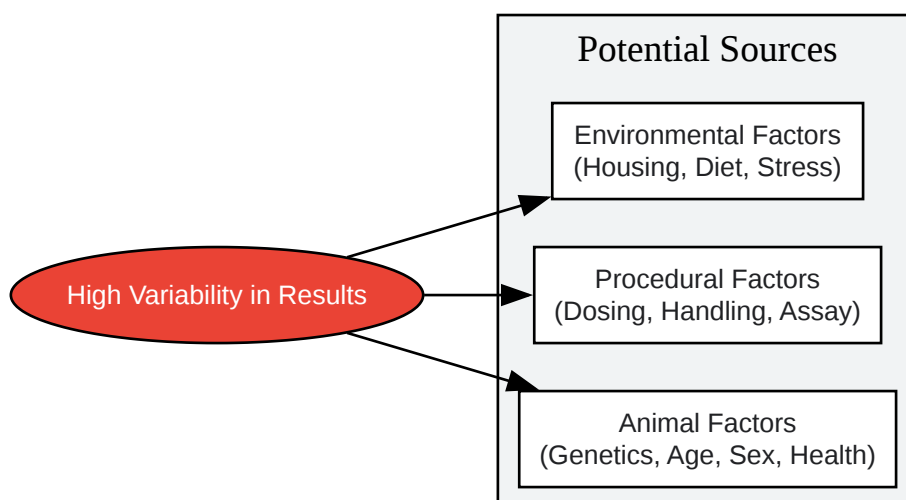 Potential Sources
Environmental Factors
(Housing, Diet, Stress)
High Variability in Results
Procedural Factors
(Dosing, Handling, Assay)
Animal Factors
(Genetics, Age, Sex, Health)